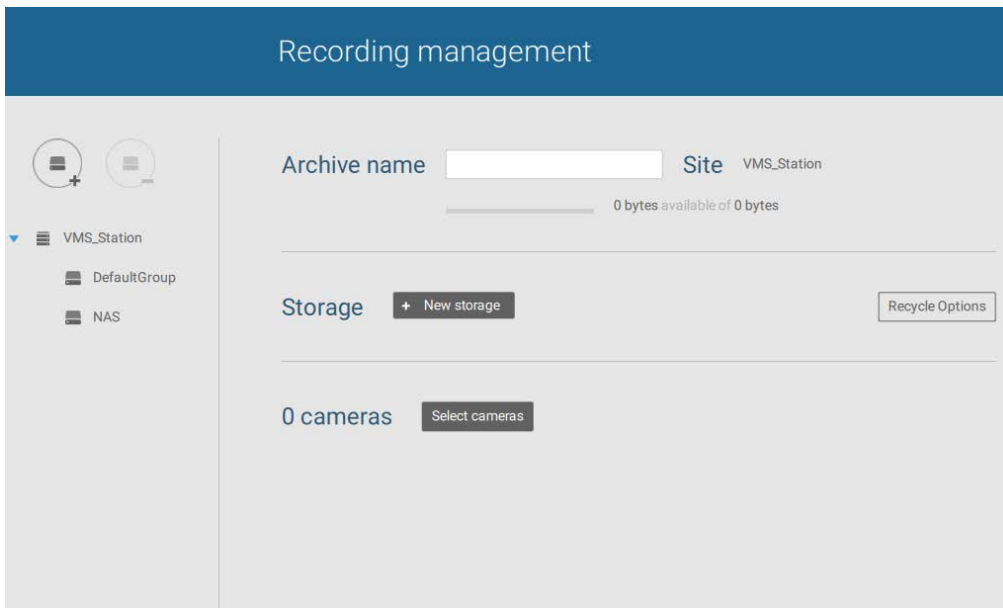 Recording management
Archive name
Site VMS_Station
0 bytes available of 0 bytes
VMS_Station
DefaultGroup
NAS
Storage
+ New storage
Recycle Options
0 cameras
Select cameras